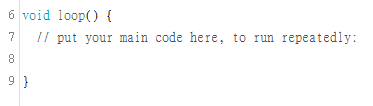 6 void loop() {
7   // put your main code here, to run repeatedly:
8
9 }